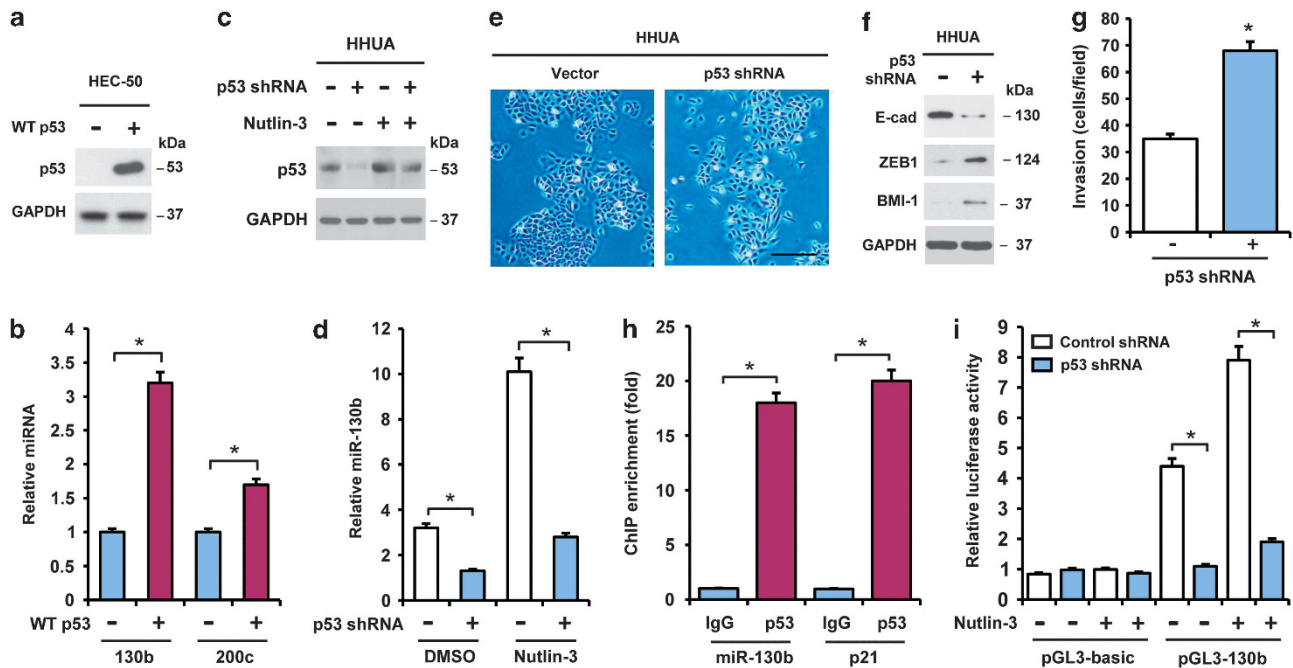 a
HEC-50
WT p53 - +
kDa
p53 – 53
GAPDH – 37
c
HHUA
p53 shRNA - + - +
Nutlin-3 - - + +
kDa
p53 – 53
GAPDH – 37
e
HHUA
Vector p53 shRNA
f
HHUA
p53
shRNA - +
kDa
E-cad – 130
ZEB1 – 124
BMI-1 – 37
GAPDH – 37
g
Invasion (cells/field)
80
70
60
50
40
30
20
10
0
*
- +
p53 shRNA
b
Relative miRNA
4
3.5
3
2.5
2
1.5
1
0.5
0
*
*
WT p53 - + - +
130b 200c
d
Relative miR-130b
12
10
8
6
4
2
0
*
*
p53 shRNA - + - +
DMSO Nutlin-3
h
ChIP enrichment (fold)
25
20
15
10
5
0
*
*
IgG p53 IgG p53
miR-130b p21
i
Relative luciferase activity
9
8
7
6
5
4
3
2
1
0
Control shRNA
p53 shRNA
*
*
Nutlin-3 - - + + - - + +
pGL3-basic pGL3-130b